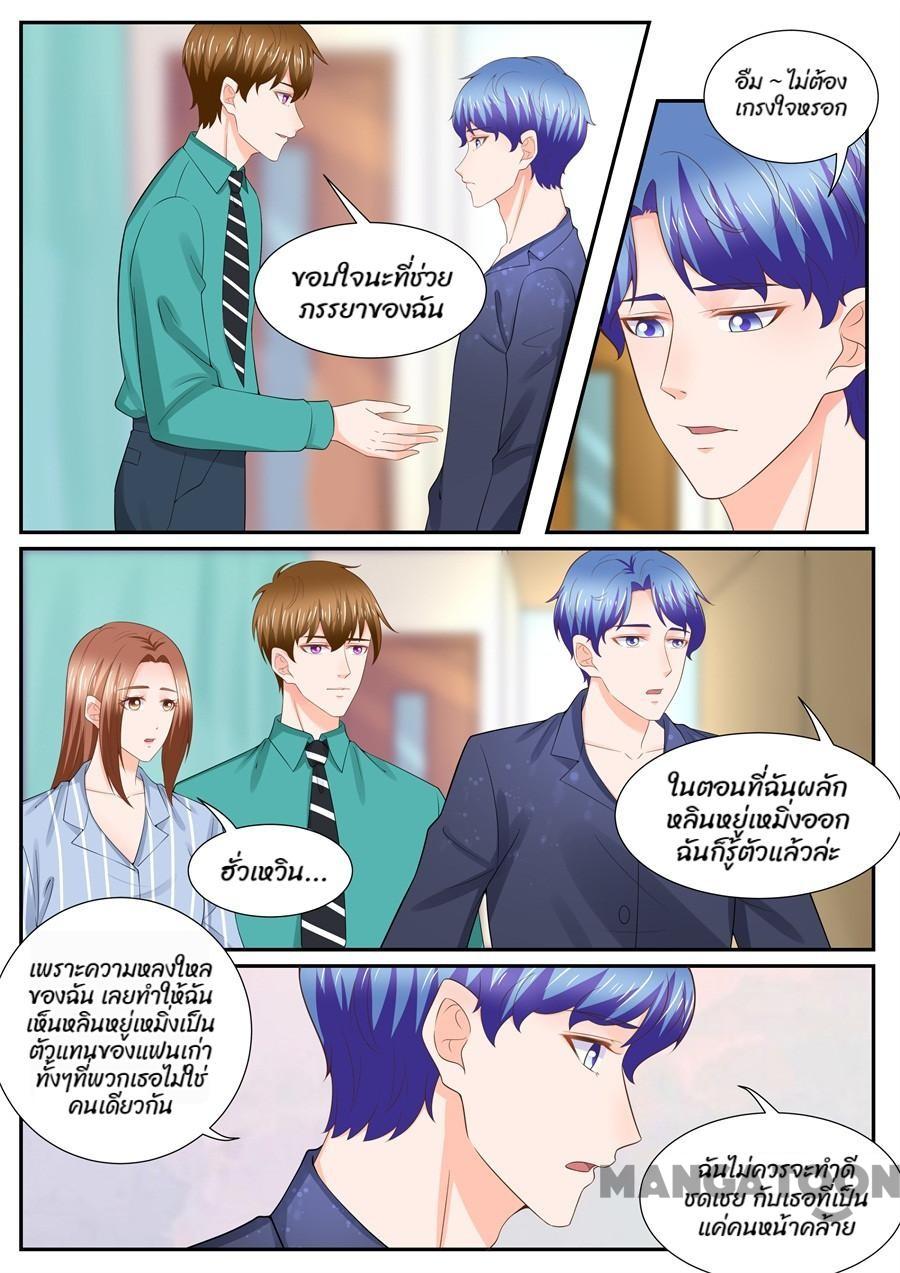 ขอบใจนะที่ช่วย
ภรรยาของฉัน
อืม ~ ไม่ต้อง
เกรงใจหรอก
ฮั่วเหวิน...
ในตอนที่ฉันผลัก
หลินหยู่เหมิ่งออก
ฉันก็รู้ตัวแล้วล่ะ
เพราะความหลงใหล
ของฉัน เลยทำให้ฉัน
เห็นหลินหยู่เหมิ่งเป็น
ตัวแทนของแฟนเก่า
ทั้งๆที่พวกเธอไม่ใช่
คนเดียวกัน
ฉันไม่ควรจะทำดี
ชดเชย กับเธอที่เป็น
แค่คนหน้าคล้าย
MANGATOON